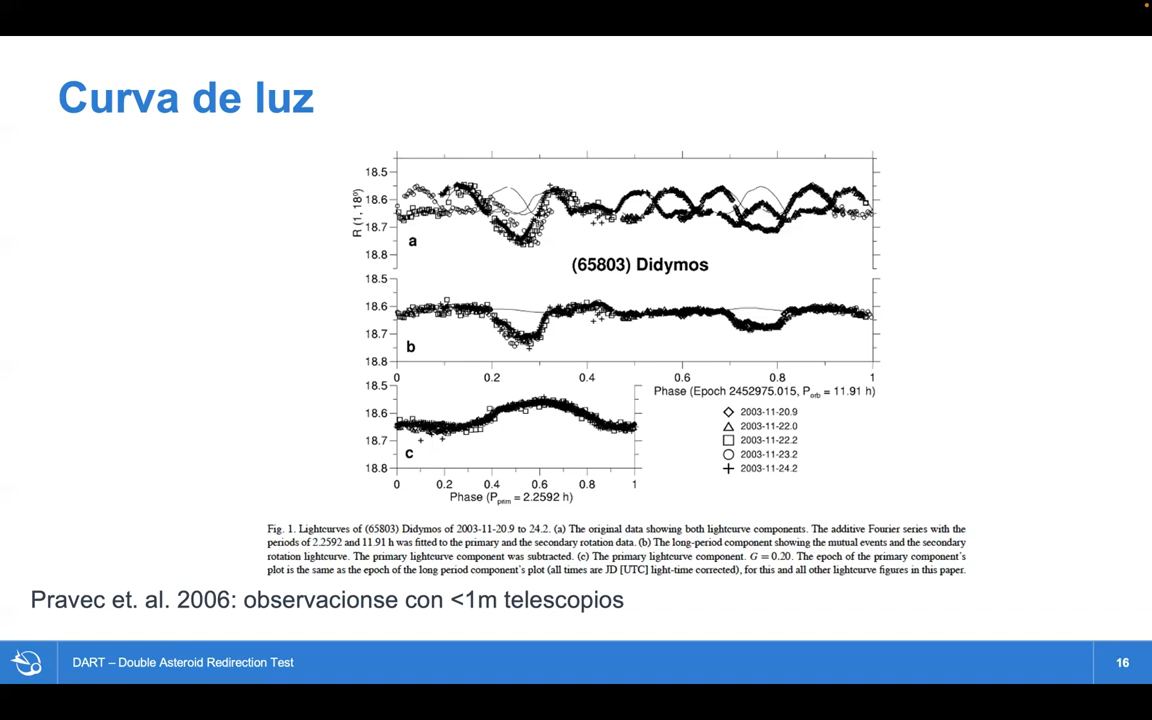 Curva de luz
18.5
18.6
18.7
18.8
R (1, 18º)
a
(65803) Didymos
18.5
18.6
18.7
18.8
b
0 0.2 0.4 0.6 0.8 1
Phase (Epoch 2452975.015, Porb = 11.91 h)
18.5
18.6
18.7
18.8
c
0 0.2 0.4 0.6 0.8 1
Phase (Pprim = 2.2592 h)
2003-11-20.9
2003-11-22.0
2003-11-22.2
2003-11-23.2
2003-11-24.2
Fig. 1. Lightcurves of (65803) Didymos of 2003-11-20.9 to 24.2. (a) The original data showing both lightcurve components. The additive Fourier series with the
periods of 2.2592 and 11.91 h was fitted to the primary and the secondary rotation data. (b) The long-period component showing the mutual events and the secondary
rotation lightcurve. The primary lightcurve component was subtracted. (c) The primary lightcurve component. G = 0.20. The epoch of the primary component's
plot is the same as the epoch of the long period component's plot (all times are JD [UTC] light-time corrected), for this and all other lightcurve figures in this paper.
Pravec et. al. 2006: observacionse con <1m telescopios
DART – Double Asteroid Redirection Test
16